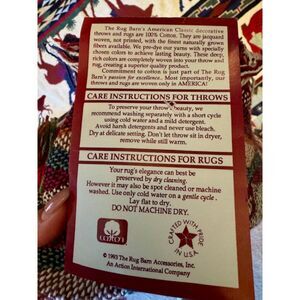 The Rug Barn's American Classic decorative
throws and rugs are 100% Cotton. They are jacquard
woven, not printed, with the finest naturally grown
fibers available. We pre-dye our yarns with specially
chosen colors to achieve lasting beauty. These deep,
rich colors are completely woven into your throw and
rug, creating a superior quality product.
Commitment to cotton is just part of The Rug
Barn's passion for excellence.. Most importantly, our
throws and rugs are woven only in AMERICA!
CARE INSTRUCTIONS FOR THROWS
To preserve your throw's beauty, we
recommend washing separately with a short cycle
using cold water and a mild detergent.
Avoid harsh detergents and never use bleach.
Dry at delicate setting. Don't let throw sit in dryer,
remove while still warm.
CARE INSTRUCTIONS FOR RUGS
Your rug's elegance can best be
preserved by dry cleaning.
However it may also be spot cleaned or machine
washed. Use only cold water on a gentle cycle.
Lay flat to dry.
DO NOT MACHINE DRY.
COTTON
CRAFTED WITH PRIDE
IN U.S.A.
© 1993 The Rug Barn Accessories, Inc.
An Action International Company